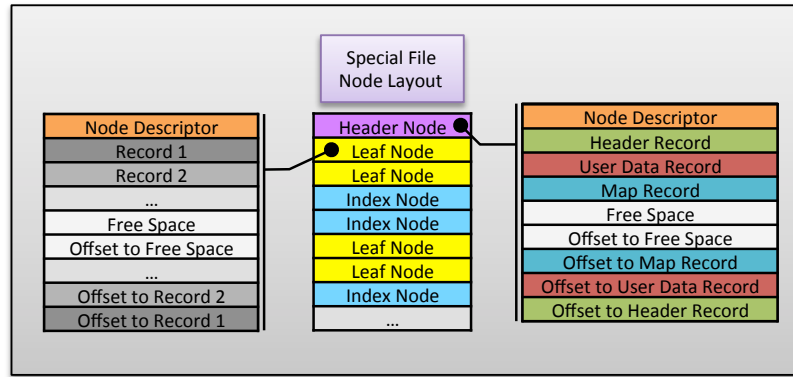 Special File
Node Layout
Node Descriptor
Record 1
Record 2
...
Free Space
Offset to Free Space
...
Offset to Record 2
Offset to Record 1
Header Node
Leaf Node
Leaf Node
Index Node
Index Node
Leaf Node
Leaf Node
Index Node
...
Node Descriptor
Header Record
User Data Record
Map Record
Free Space
Offset to Free Space
Offset to Map Record
Offset to User Data Record
Offset to Header Record